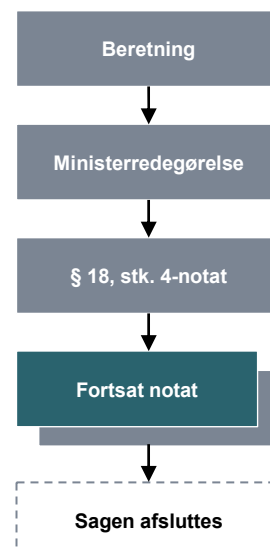 Beretning
Ministerredegørelse
§ 18, stk. 4-notat
Fortsat notat
Sagen afsluttes